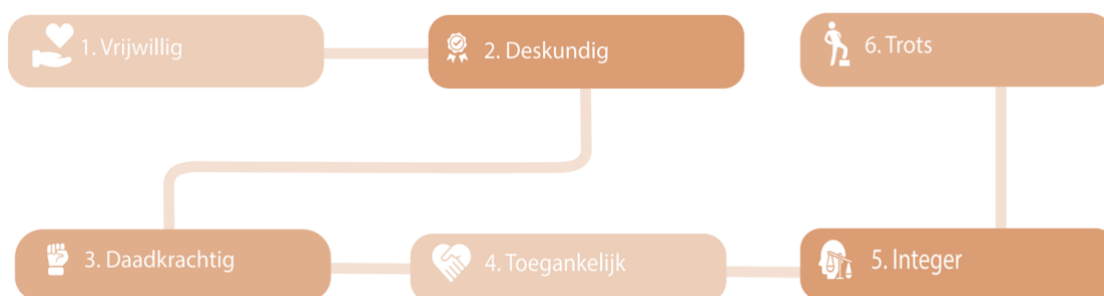 1. Vrijwillig
2. Deskundig
6. Trots
3. Daadkrachtig
4. Toegankelijk
5. Integer